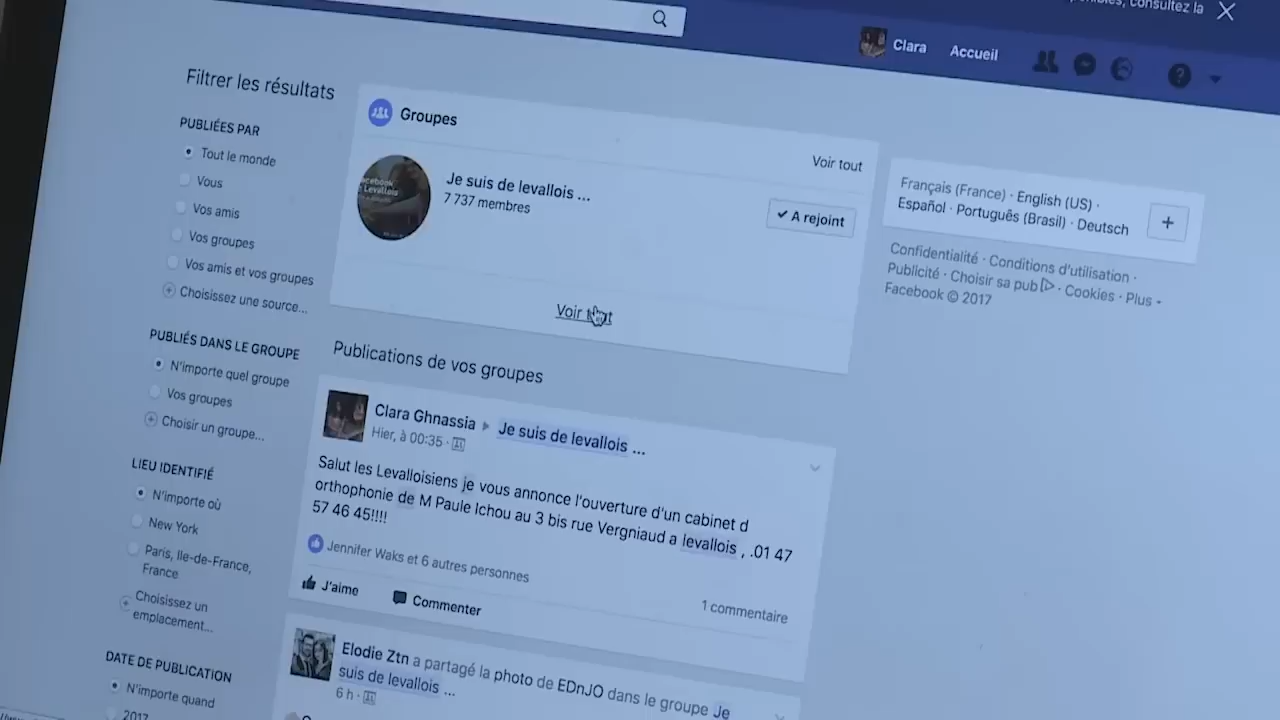 consultez la
Clara
Accueil
Filtrer les résultats
PUBLIÉES PAR
Tout le monde
Vous
Vos amis
Vos groupes
Vos amis et vos groupes
Choisissez une source...
PUBLIÉS DANS LE GROUPE
N'importe quel groupe
Vos groupes
Choisir un groupe...
LIEU IDENTIFIÉ
N'importe où
New York
Paris, Ile-de-France,
France
Choisissez un
emplacement...
DATE DE PUBLICATION
N'importe quand
2017
Groupes
Voir tout
Levallois
Je suis de levallois ...
7 737 membres
A rejoint
Voir tout
Publications de vos groupes
Clara Ghnassia
Je suis de levallois ...
Hier, à 00:35 ·
Salut les Levalloisiens je vous annonce l'ouverture d'un cabinet d
orthophonie de M Paule Ichou au 3 bis rue Vergniaud a levallois , .01 47
57 46 45!!!!
Jennifer Waks et 6 autres personnes
1 commentaire
J'aime
Commenter
Elodie Ztn a partagé la photo de EDnJO dans le groupe Je
suis de levallois ...
6 h ·
Français (France) · English (US) ·
Español · Português (Brasil) · Deutsch
Confidentialité · Conditions d'utilisation ·
Publicité · Choisir sa pub · Cookies · Plus
Facebook © 2017